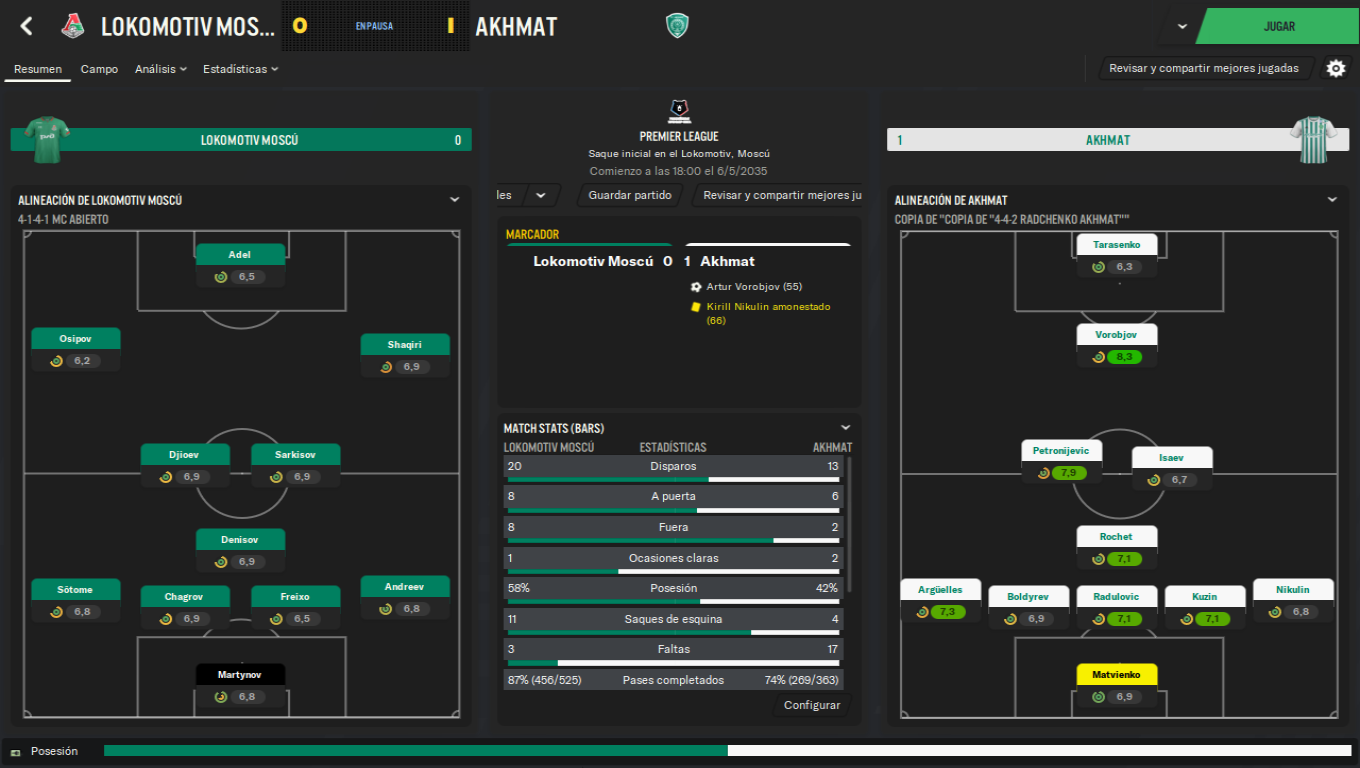 LOKOMOTIV MOS...
0
EN PAUSA
1
AKHMAT
JUGAR
Resumen
Campo
Análisis
Estadísticas
Revisar y compartir mejores jugadas
LOKOMOTIV MOSCÚ
0
PREMIER LEAGUE
Saque inicial en el Lokomotiv, Moscú
Comienzo a las 18:00 el 6/5/2035
les
Guardar partido
Revisar y compartir mejores ju
1
AKHMAT
ALINEACIÓN DE LOKOMOTIV MOSCÚ
4-1-4-1 MC ABIERTO
Adel
6,5
Osipov
6,2
Shaqiri
6,9
Djioev
6,9
Sarkisov
6,9
Denisov
6,9
Sōtome
6,8
Chagrov
6,9
Freixo
6,5
Andreev
6,8
Martynov
6,8
MARCADOR
Lokomotiv Moscú 0
1 Akhmat
Artur Vorobjov (55)
Kirill Nikulin amonestado
(66)
MATCH STATS (BARS)
LOKOMOTIV MOSCÚ ESTADÍSTICAS AKHMAT
20 Disparos 13
8 A puerta 6
8 Fuera 2
1 Ocasiones claras 2
58% Posesión 42%
11 Saques de esquina 4
3 Faltas 17
87% (456/525) Pases completados 74% (269/363)
Configurar
ALINEACIÓN DE AKHMAT
COPIA DE "COPIA DE "4-4-2 RADCHENKO AKHMAT""
Tarasenko
6,3
Vorobjov
8,3
Petronijevic
7,9
Isaev
6,7
Rochet
7,1
Argüelles
7,3
Boldyrev
6,9
Radulovic
7,1
Kuzin
7,1
Nikulin
6,8
Matvienko
6,9
Posesión